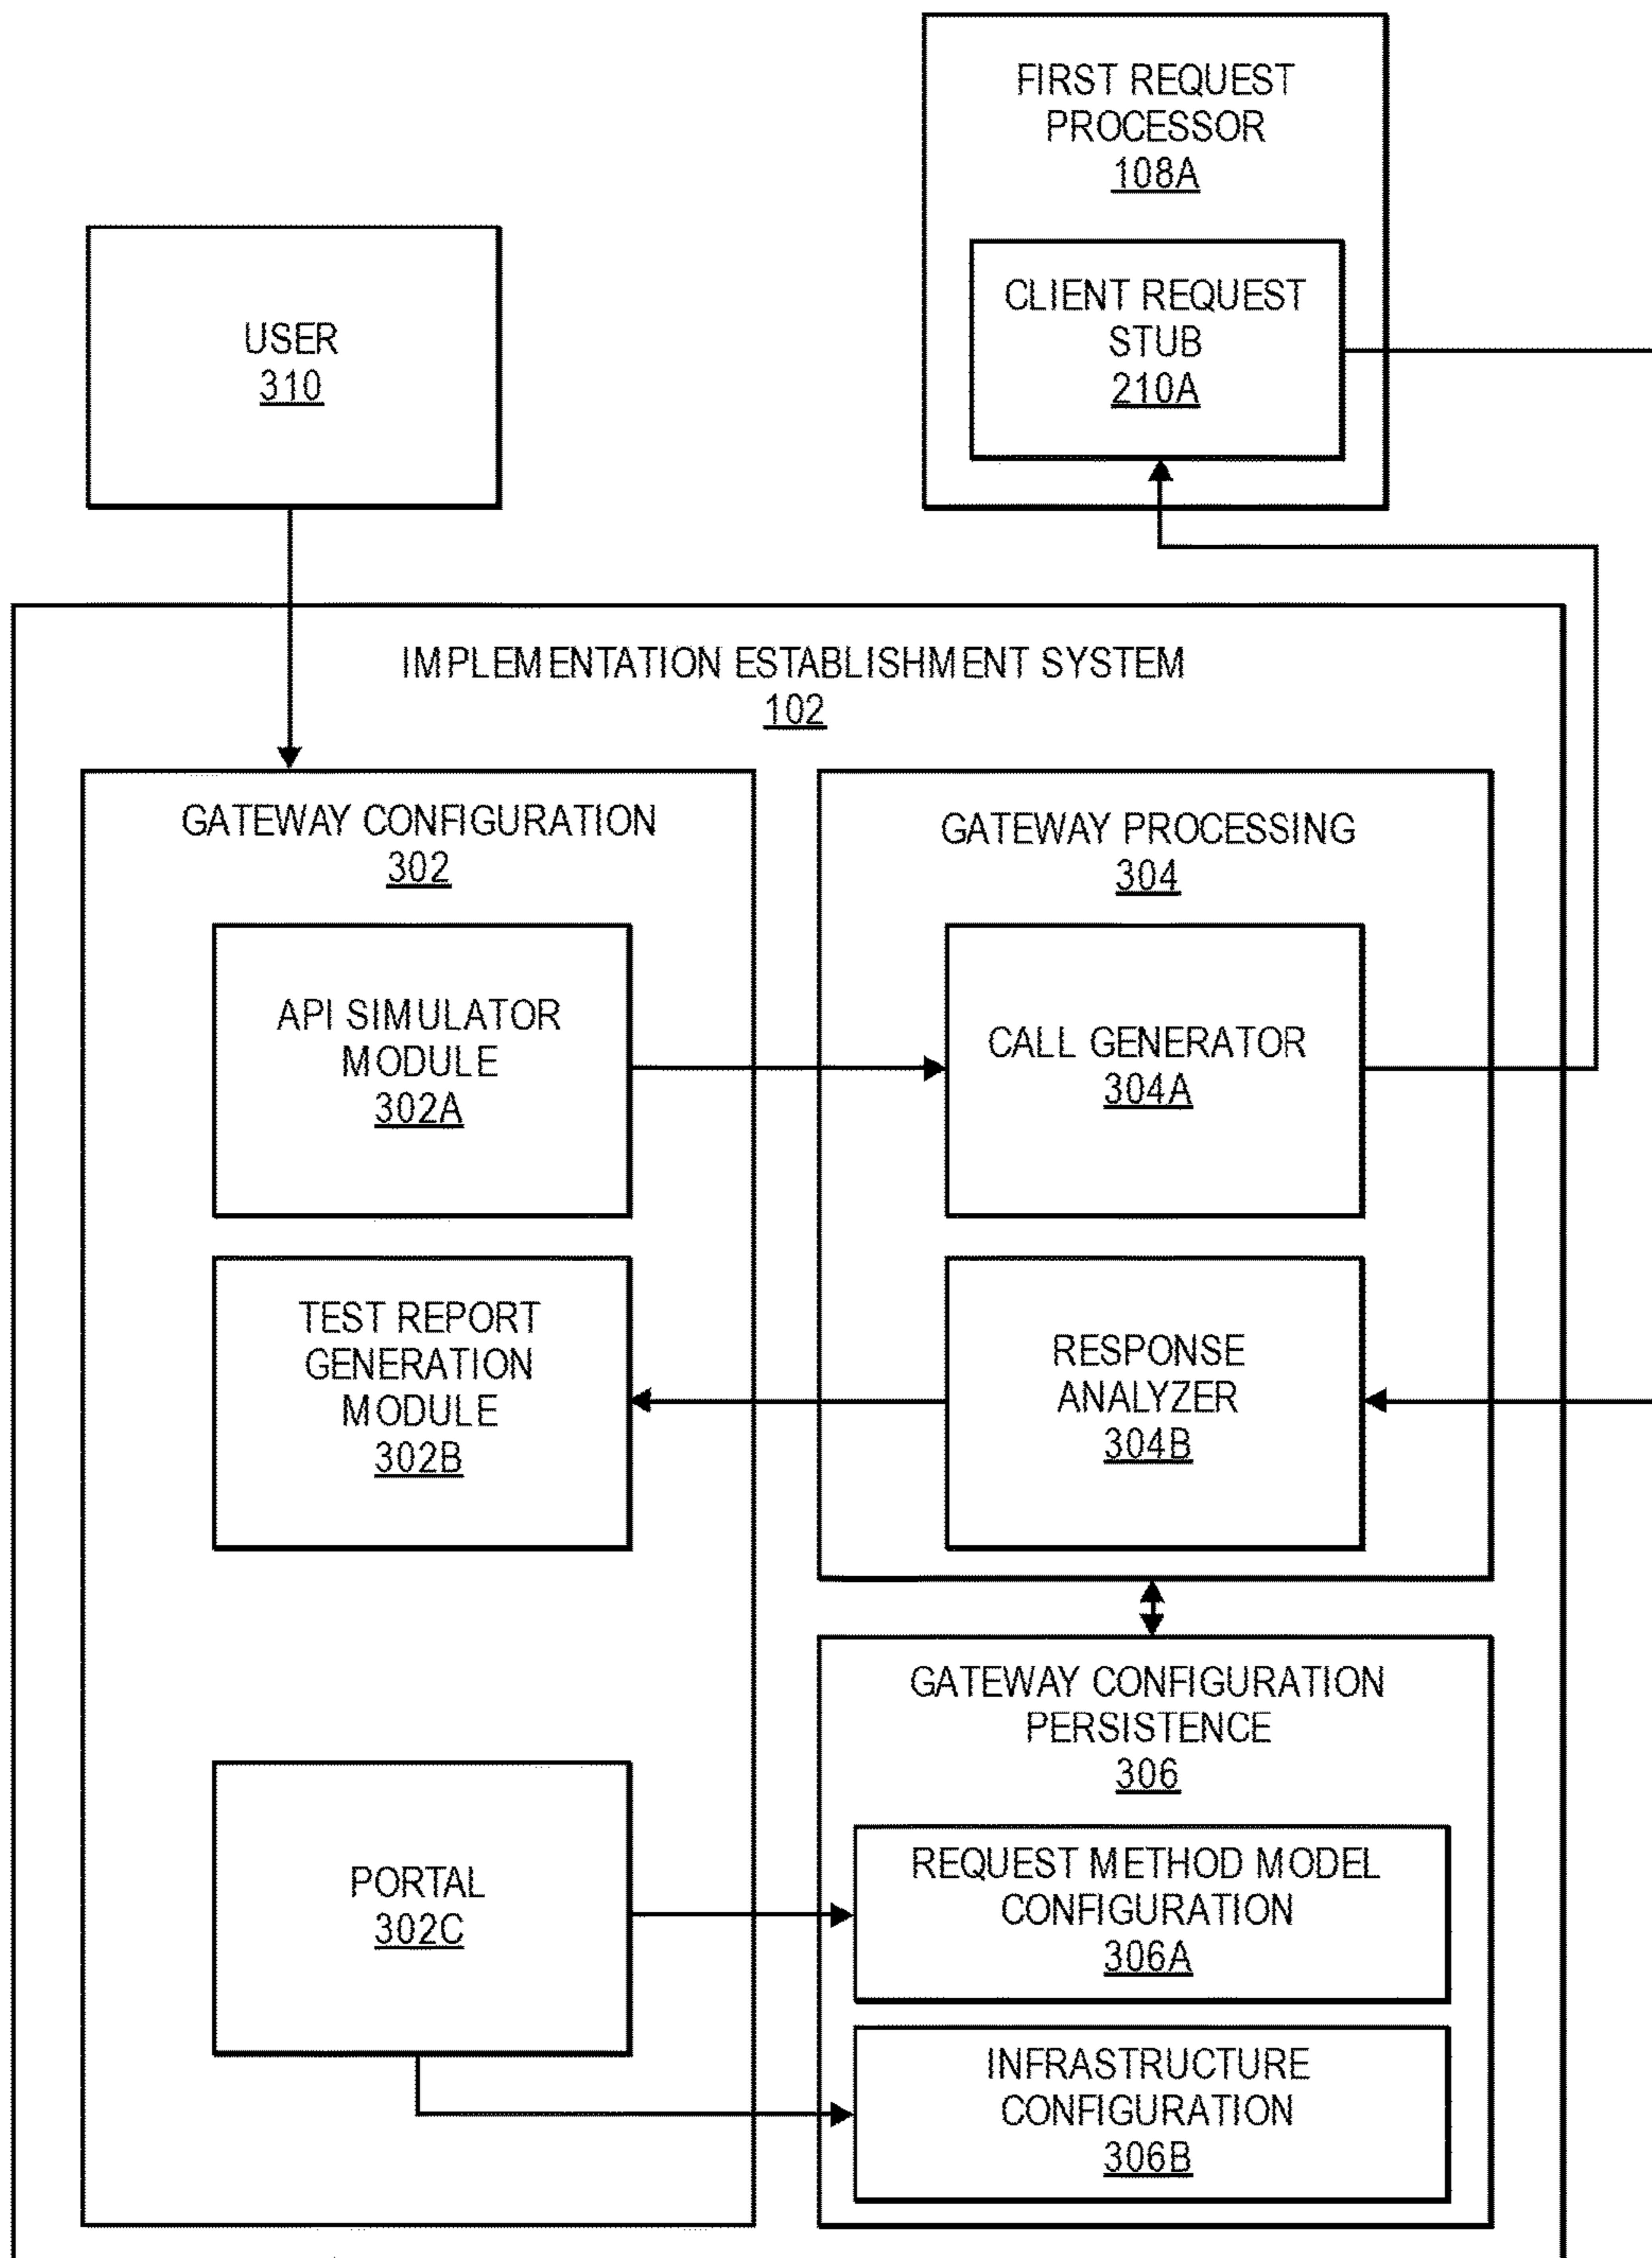 FIRST REQUEST
PROCESSOR
108A
CLIENT REQUEST
STUB
210A
USER
310
IMPLEMENTATION ESTABLISHMENT SYSTEM
102
GATEWAY CONFIGURATION
302
API SIMULATOR
MODULE
302A
TEST REPORT
GENERATION
MODULE
302B
PORTAL
302C
GATEWAY PROCESSING
304
CALL GENERATOR
304A
RESPONSE
ANALYZER
304B
GATEWAY CONFIGURATION
PERSISTENCE
306
REQUEST METHOD MODEL
CONFIGURATION
306A
INFRASTRUCTURE
CONFIGURATION
306B